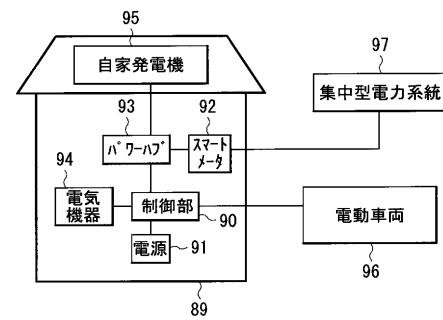 95
自家発電機
97
集中型電力系統
93
92
パワーハブ
スマート
メータ
94
電気
機器
制御部
90
電動車両
電源
91
96
89